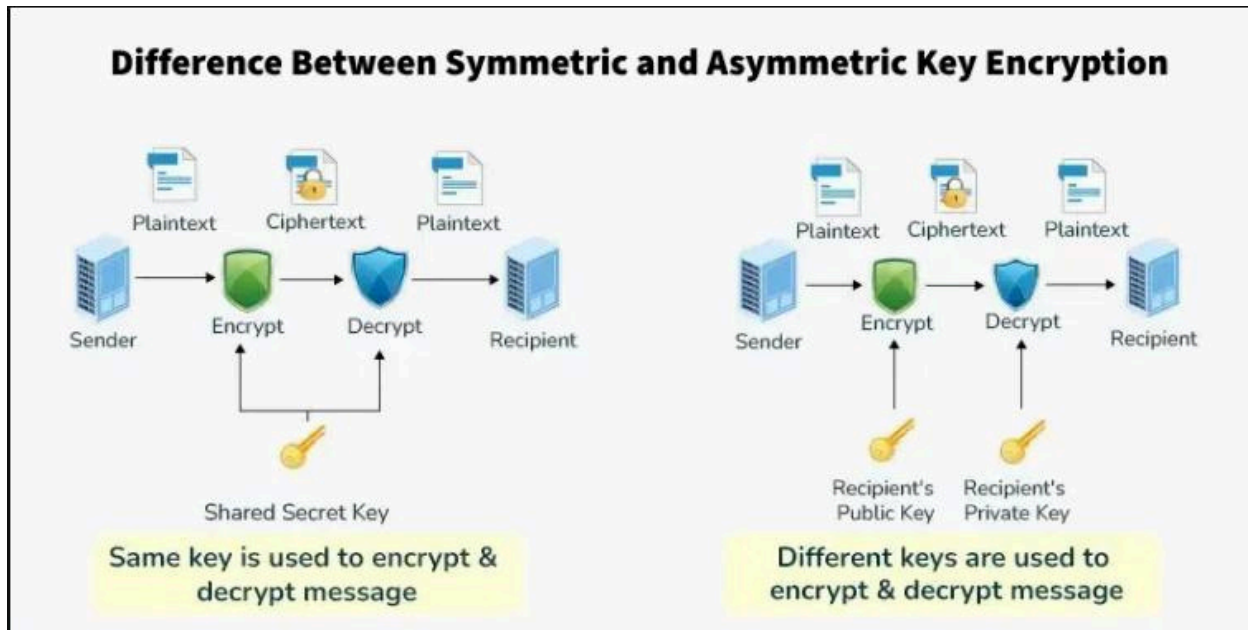 Difference Between Symmetric and Asymmetric Key Encryption
Plaintext
Ciphertext
Plaintext
Sender
Encrypt
Decrypt
Recipient
Shared Secret Key
Same key is used to encrypt &
decrypt message
Plaintext
Ciphertext
Plaintext
Sender
Encrypt
Decrypt
Recipient
Recipient's
Public Key
Recipient's
Private Key
Different keys are used to
encrypt & decrypt message